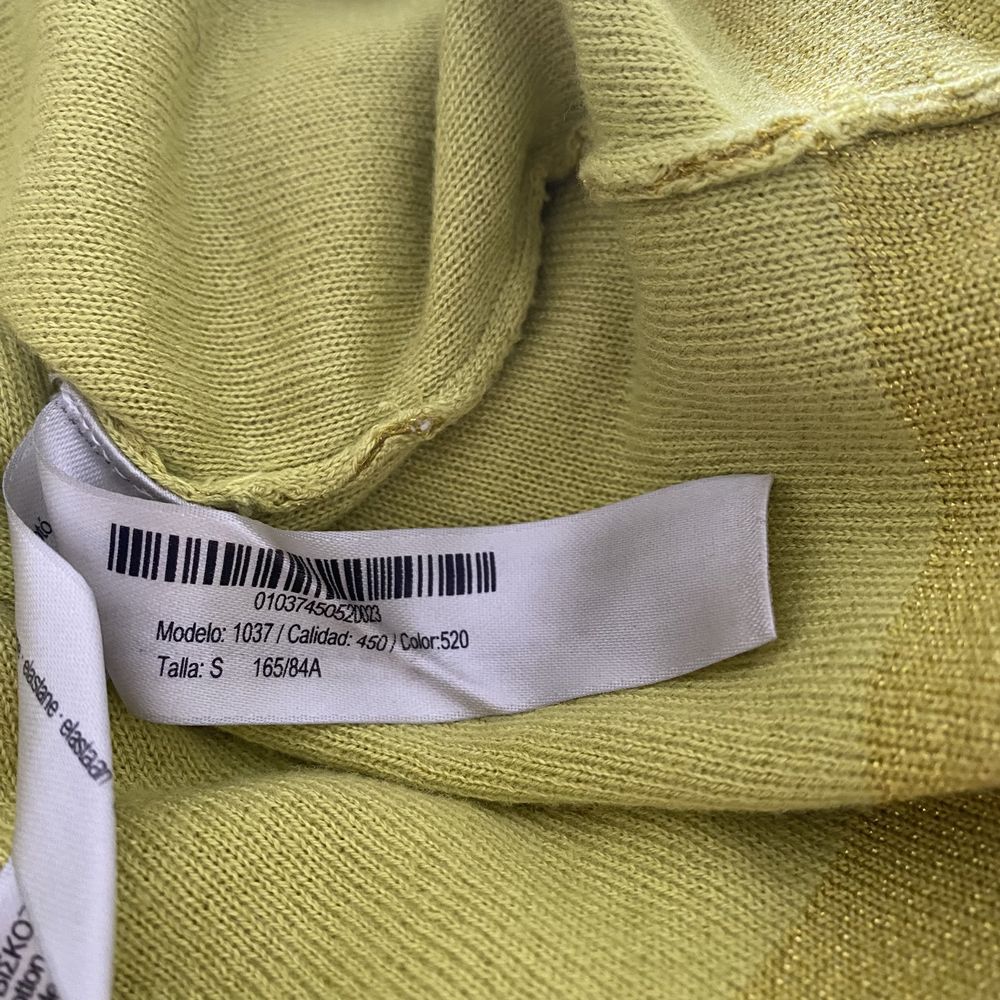 01037450520023
Modelo: 1037 / Calidad: 450 / Color:520
Talla: S 165/84A
elastane · elastaan